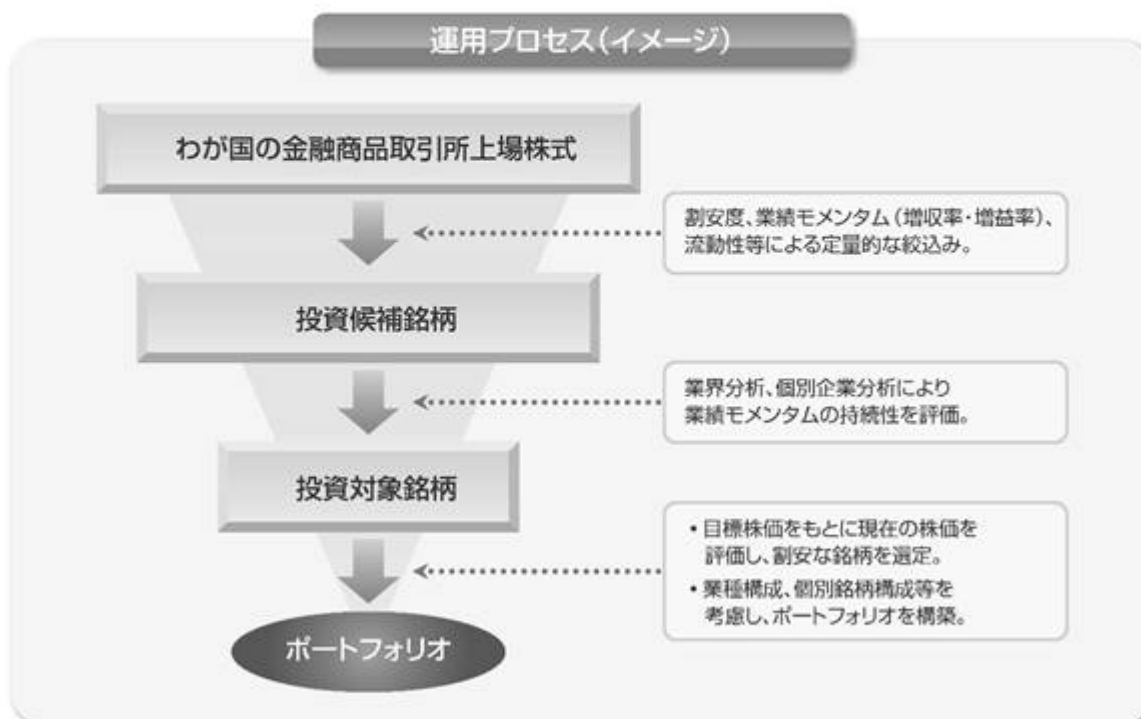 運用プロセス(イメージ)
わが国の金融商品取引所上場株式
割安度、業績モメンタム(増収率・増益率)、
流動性等による定量的な絞込み。
投資候補銘柄
業界分析、個別企業分析により
業績モメンタムの持続性を評価。
投資対象銘柄
・目標株価をもとに現在の株価を
評価し、割安な銘柄を選定。
・業種構成、個別銘柄構成等を
考慮し、ポートフォリオを構築。
ポートフォリオ